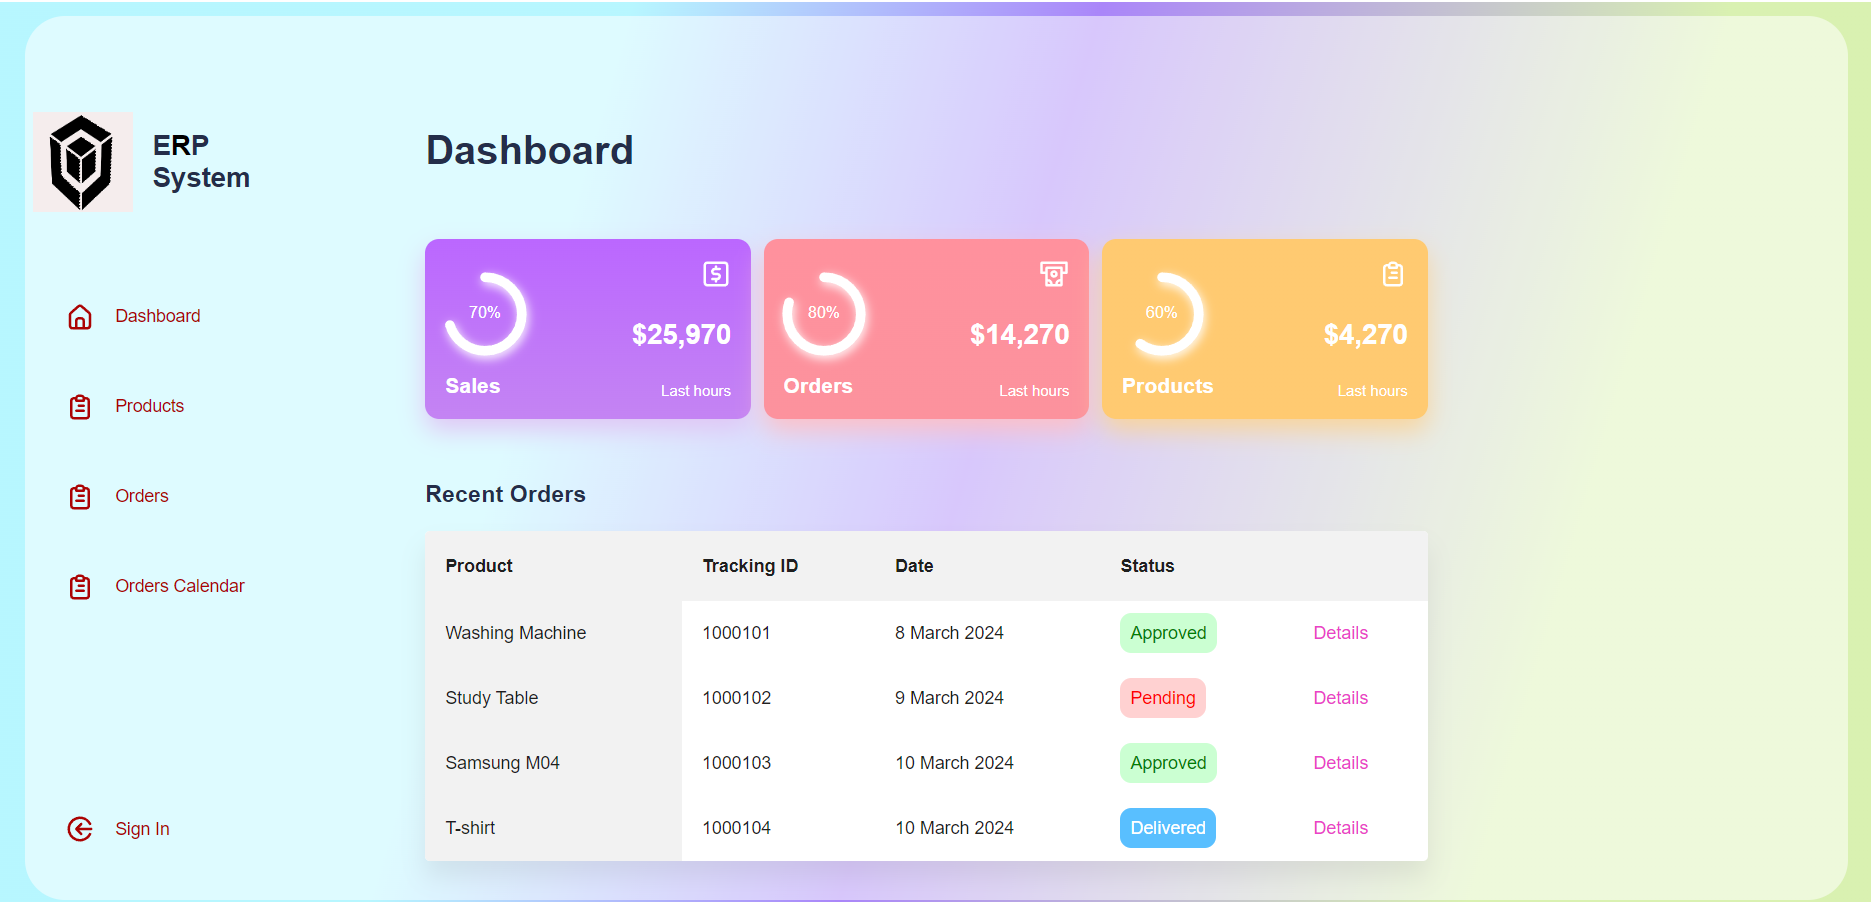 ERP
System
Dashboard
Dashboard
Products
Orders
Orders Calendar
Sign In
70%
$25,970
Sales
Last hours
80%
$14,270
Orders
Last hours
60%
$4,270
Products
Last hours
Recent Orders
Product Tracking ID Date Status
Washing Machine 1000101 8 March 2024 Approved Details
Study Table 1000102 9 March 2024 Pending Details
Samsung M04 1000103 10 March 2024 Approved Details
T-shirt 1000104 10 March 2024 Delivered Details